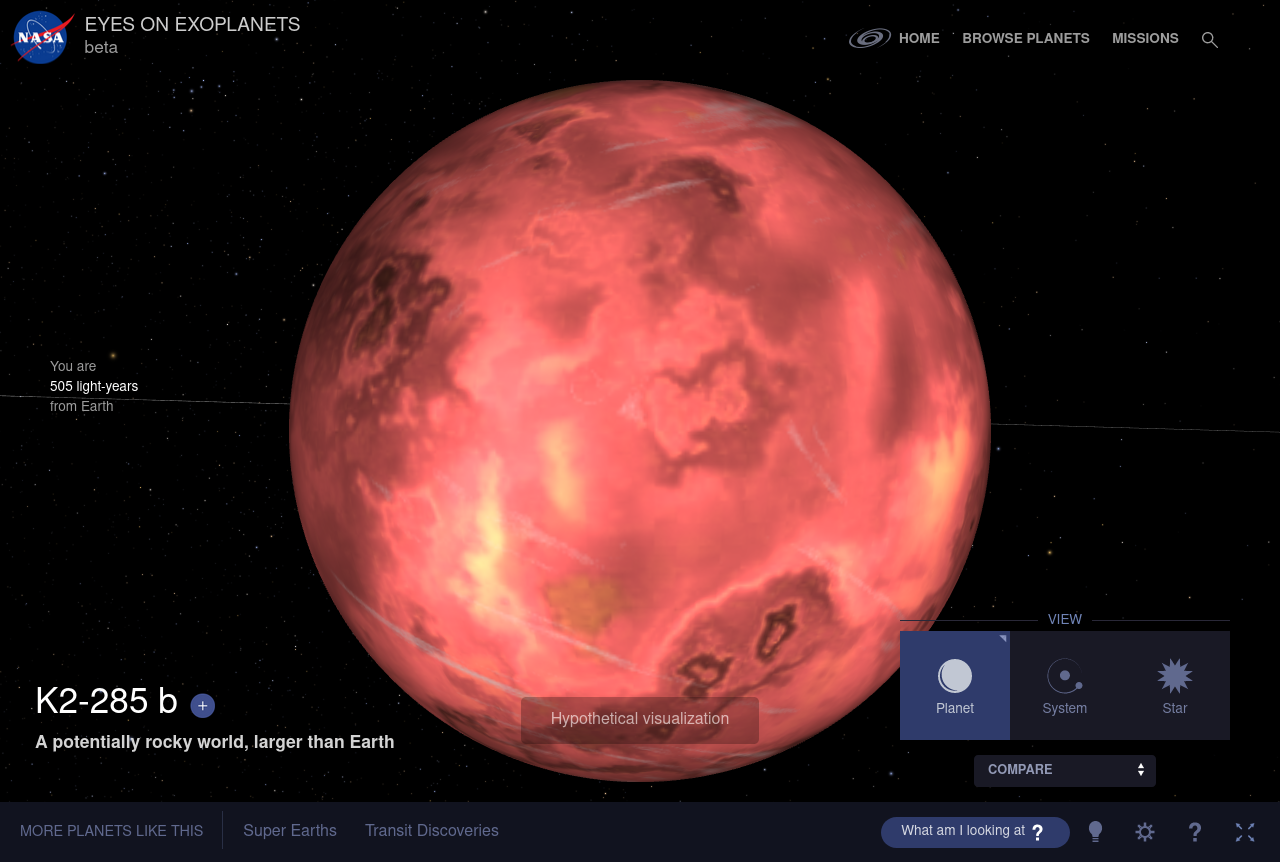 NASA
EYES ON EXOPLANETS
beta
HOME
BROWSE PLANETS
MISSIONS
You are
505 light-years
from Earth
VIEW
Planet
System
Star
K2-285 b +
A potentially rocky world, larger than Earth
Hypothetical visualization
COMPARE
MORE PLANETS LIKE THIS
Super Earths
Transit Discoveries
What am I looking at ?
?